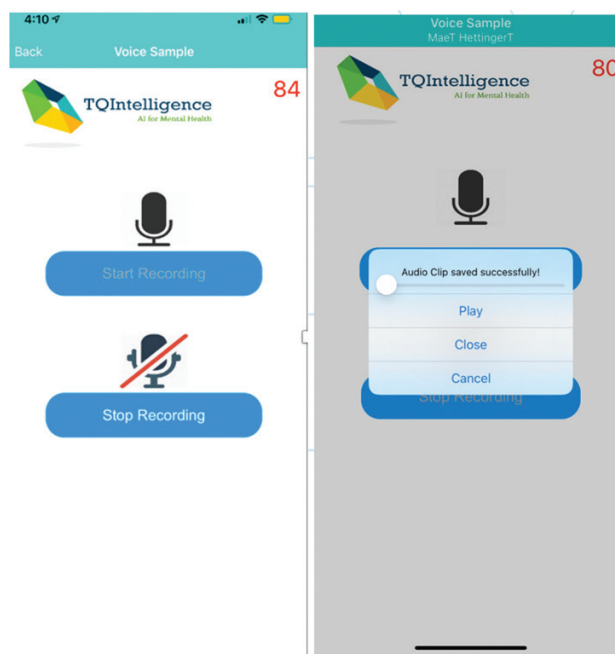 4:10
Back
Voice Sample
84
TQIntelligence
AI for Mental Health
Start Recording
Stop Recording
Voice Sample
MaeT HettingerT
80
TQIntelligence
AI for Mental Health
Audio Clip saved successfully!
Play
Close
Cancel
Stop Recording